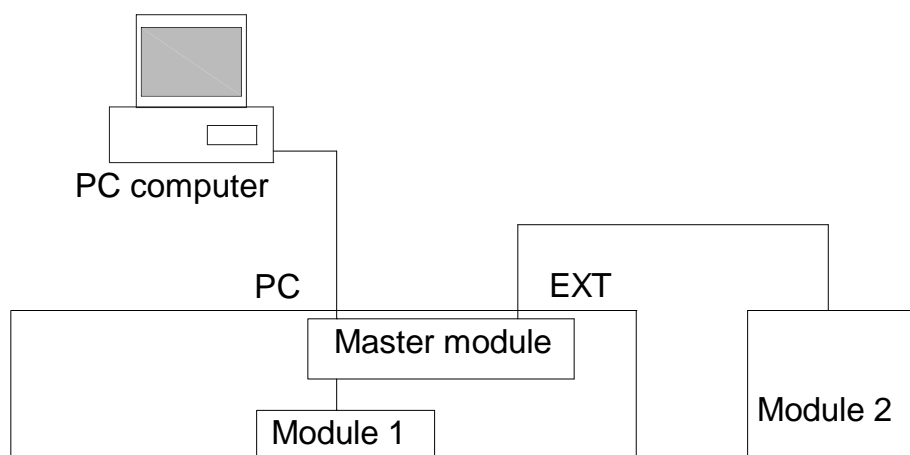 PC computer
PC
EXT
Master module
Module 1
Module 2